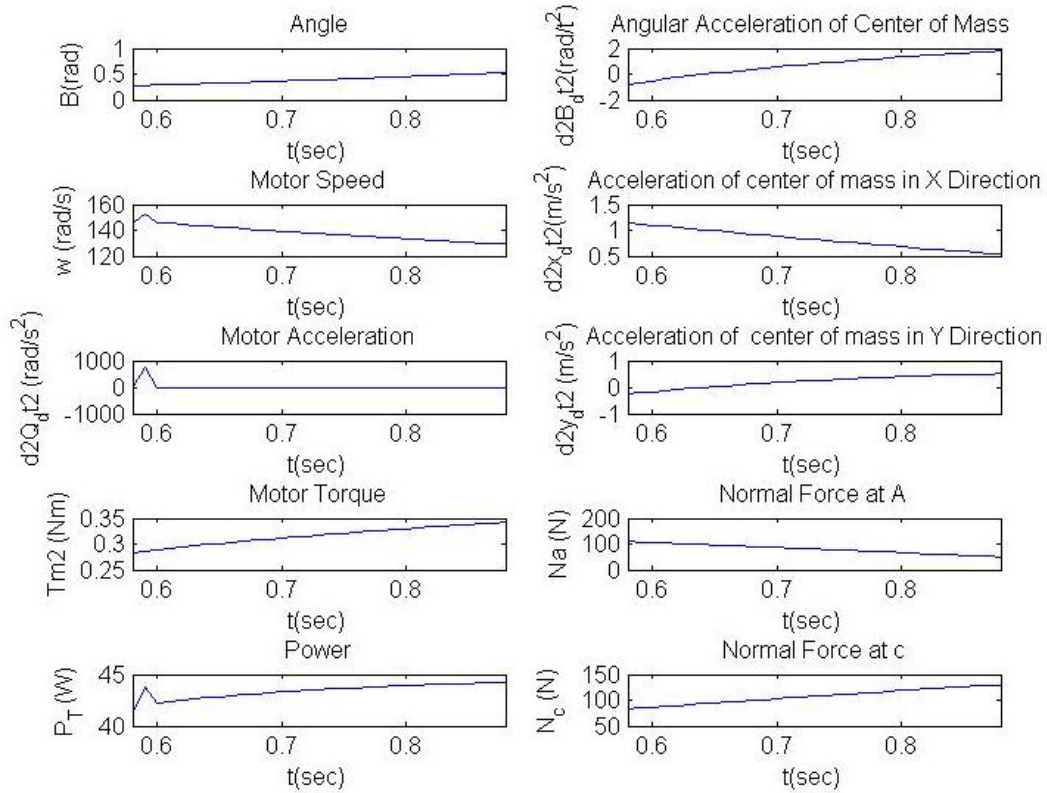 Angle
B(rad)
1
0.5
0
0.6 0.7 0.8
t(sec)
Motor Speed
w (rad/s)
160
140
120
0.6 0.7 0.8
t(sec)
Motor Acceleration
d2Q_dt2 (rad/s²)
1000
0
-1000
0.6 0.7 0.8
t(sec)
Motor Torque
Tm2 (Nm)
0.35
0.3
0.25
0.6 0.7 0.8
t(sec)
Power
P_T (W)
45
40
0.6 0.7 0.8
t(sec)
Angular Acceleration of Center of Mass
d2B_dt2(rad/t²)
2
0
-2
0.6 0.7 0.8
t(sec)
Acceleration of center of mass in X Direction
d2x_dt2(m/s²)
1.5
1
0.5
0.6 0.7 0.8
t(sec)
Acceleration of center of mass in Y Direction
d2y_dt2 (m/s²)
1
0
-1
0.6 0.7 0.8
t(sec)
Normal Force at A
Na (N)
200
100
0
0.6 0.7 0.8
t(sec)
Normal Force at c
N_c (N)
150
100
50
0.6 0.7 0.8
t(sec)